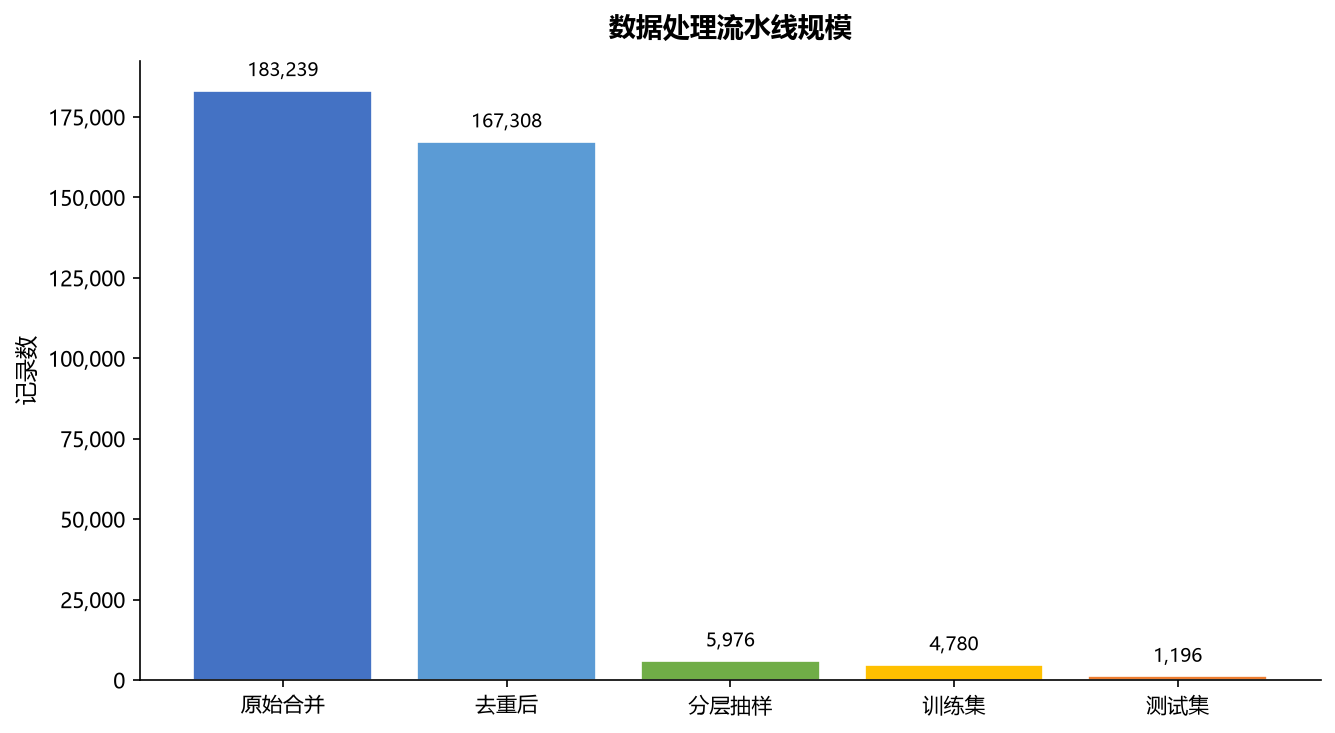 数据处理流水线规模
记录数
175,000
150,000
125,000
100,000
75,000
50,000
25,000
0
183,239
167,308
5,976
4,780
1,196
原始合并
去重后
分层抽样
训练集
测试集